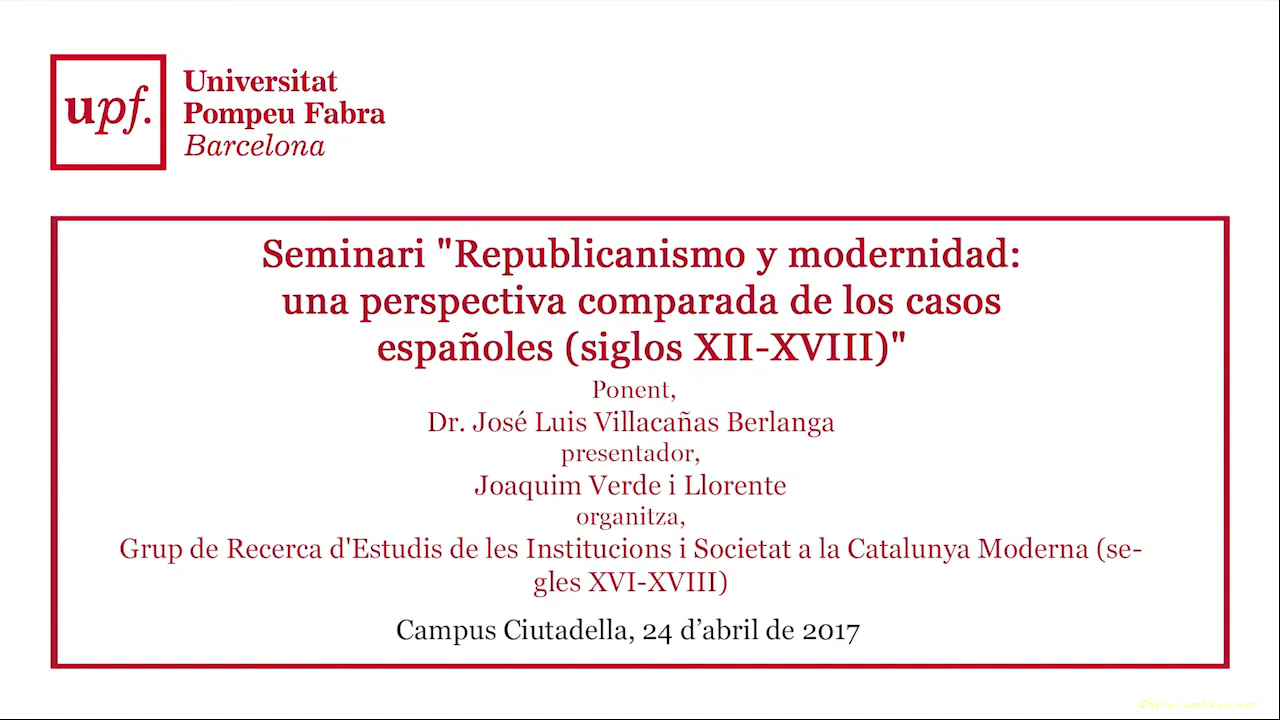 upf.
Universitat
Pompeu Fabra
Barcelona
Seminari "Republicanismo y modernidad:
una perspectiva comparada de los casos
españoles (siglos XII-XVIII)"
Ponent,
Dr. José Luis Villacañas Berlanga
presentador,
Joaquim Verde i Llorente
organitza,
Grup de Recerca d'Estudis de les Institucions i Societat a la Catalunya Moderna (se-
gles XVI-XVIII)
Campus Ciutadella, 24 d’abril de 2017